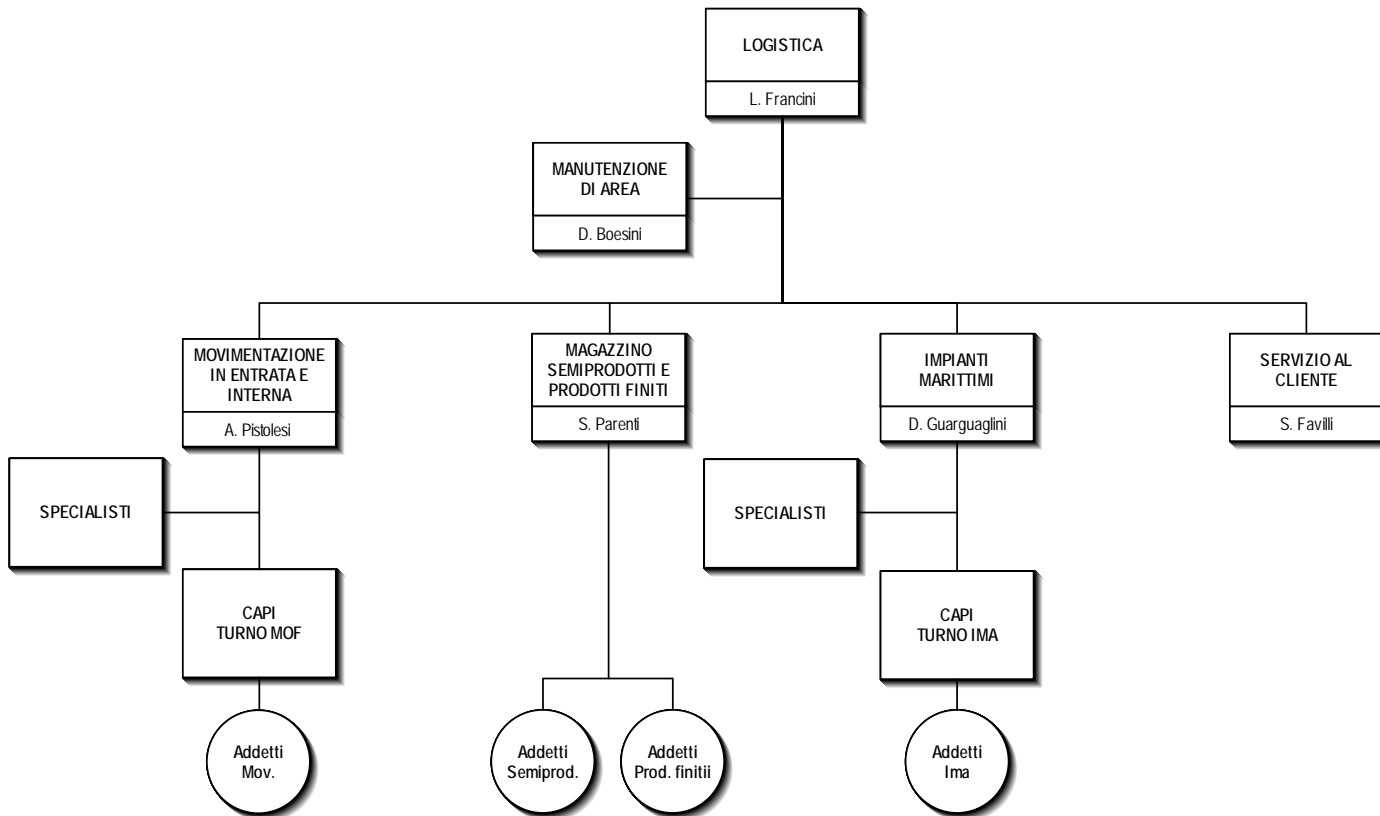 LOGISTICA
L. Francini
MANUTENZIONE
DI AREA
D. Boesini
MOVIMENTAZIONE
IN ENTRATA E
INTERNA
A. Pistolesi
MAGAZZINO
SEMIPRODOTTI E
PRODOTTI FINITI
S. Parenti
IMPIANTI
MARITTIMI
D. Guarguaglini
SERVIZIO AL
CLIENTE
S. Favilli
SPECIALISTI
SPECIALISTI
CAPI
TURNO MOF
CAPI
TURNO IMA
Addetti
Mov.
Addetti
Semiprod.
Addetti
Prod. finitii
Addetti
Ima